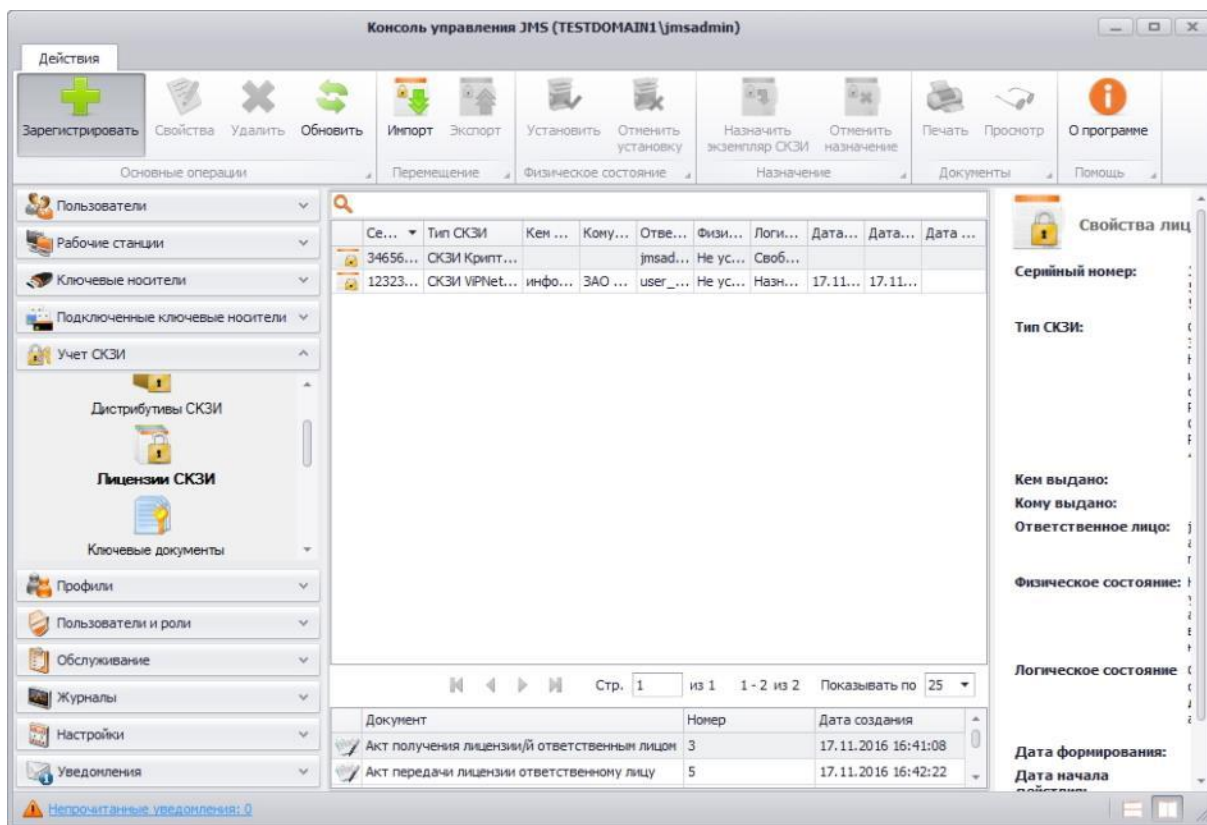 Консоль управления JMS (TESTDOMAIN1\jmsadmin)
Действия
Зарегистрировать
Свойства
Удалить
Обновить
Импорт
Экспорт
Установить
Отменить установку
Назначить экземпляр СКЗИ
Отменить назначение
Печать
Просмотр
О программе
Основные операции
Перемещение
Физическое состояние
Назначение
Документы
Помощь
Пользователи
Рабочие станции
Ключевые носители
Подключенные ключевые носители
Учет СКЗИ
Дистрибутивы СКЗИ
Лицензии СКЗИ
Ключевые документы
Профили
Пользователи и роли
Обслуживание
Журналы
Настройки
Уведомления
Се... Тип СКЗИ Кем ... Кому... Отве... Физи... Логи... Дата... Дата... Дата ...
34656... СКЗИ Крипт... jmsad... Не ус... Своб...
12323... СКЗИ ViPNet... инфо... ЗАО ... user_... Не ус... Назн... 17.11... 17.11...
Стр. 1 из 1 1 - 2 из 2 Показывать по 25
Документ Номер Дата создания
Акт получения лицензии/й ответственным лицом 3 17.11.2016 16:41:08
Акт передачи лицензии ответственному лицу 5 17.11.2016 16:42:22
Свойства лиц
Серийный номер:
Тип СКЗИ:
Кем выдано:
Кому выдано:
Ответственное лицо:
Физическое состояние:
Логическое состояние
Дата формирования:
Дата начала
Непрочитанные уведомления: 0